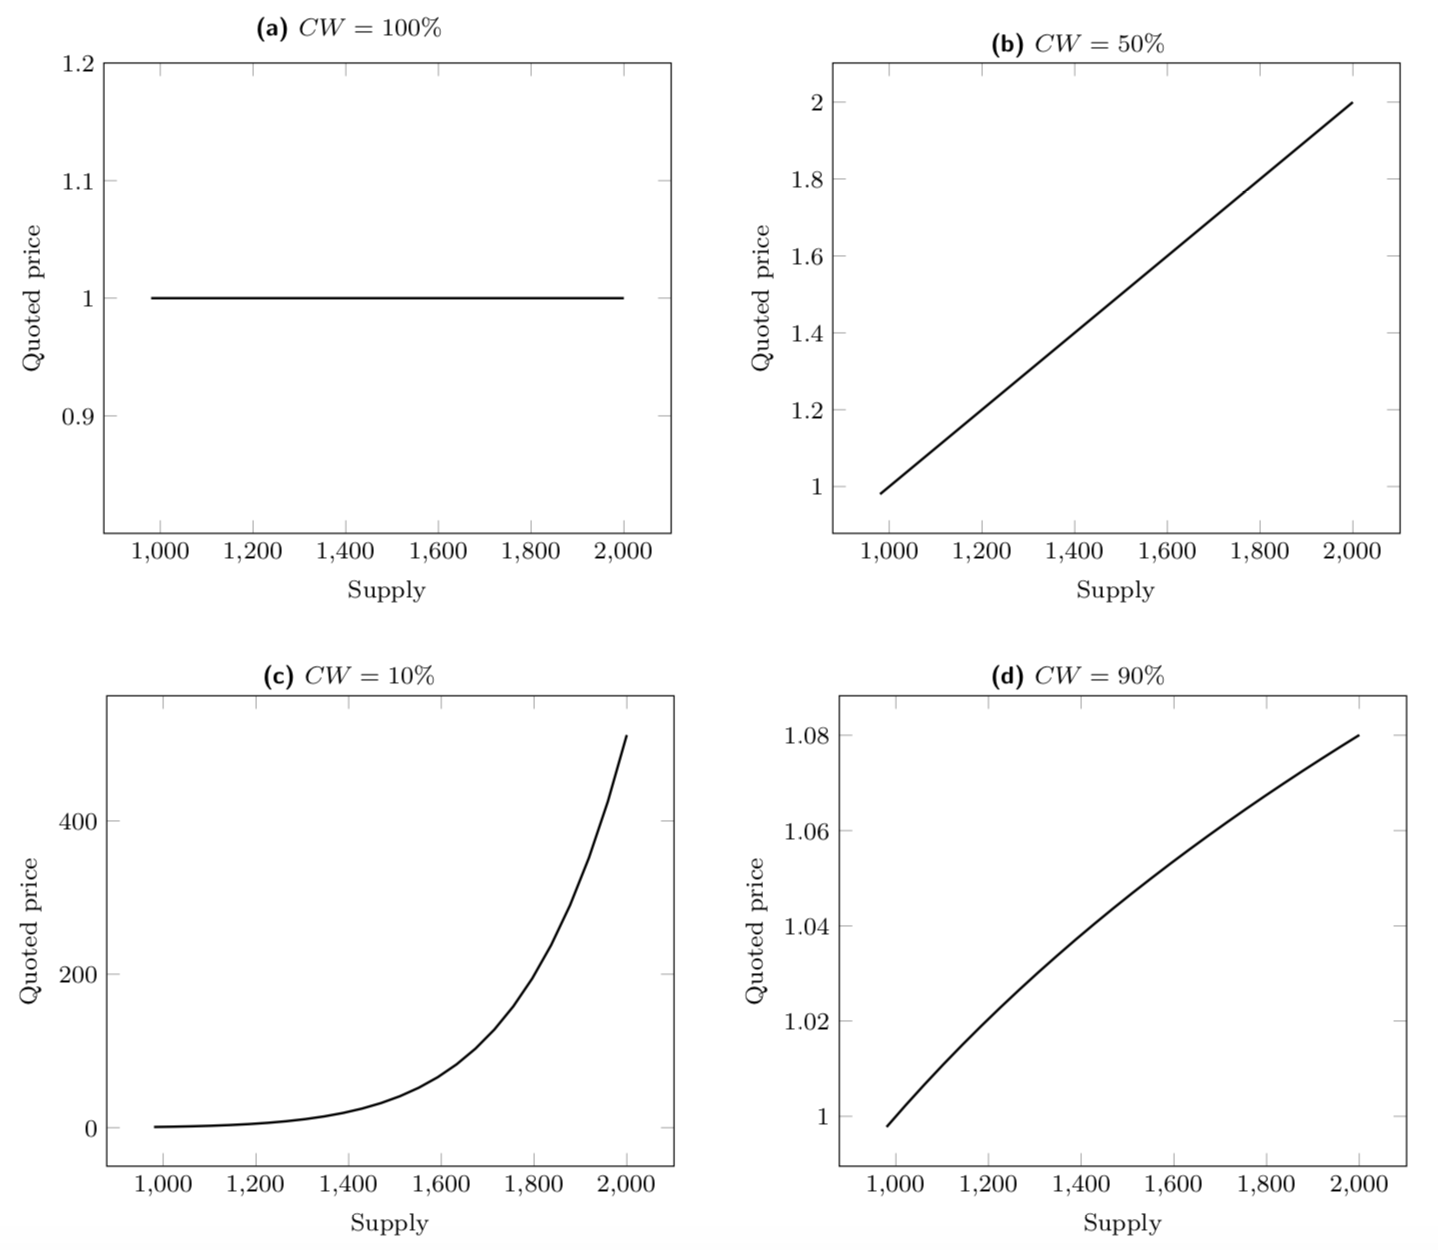 (a) CW = 100%
1.2
1.1
1
0.9
Quoted price
1,000 1,200 1,400 1,600 1,800 2,000
Supply
(b) CW = 50%
2
1.8
1.6
1.4
1.2
1
Quoted price
1,000 1,200 1,400 1,600 1,800 2,000
Supply
(c) CW = 10%
400
200
0
Quoted price
1,000 1,200 1,400 1,600 1,800 2,000
Supply
(d) CW = 90%
1.08
1.06
1.04
1.02
1
Quoted price
1,000 1,200 1,400 1,600 1,800 2,000
Supply